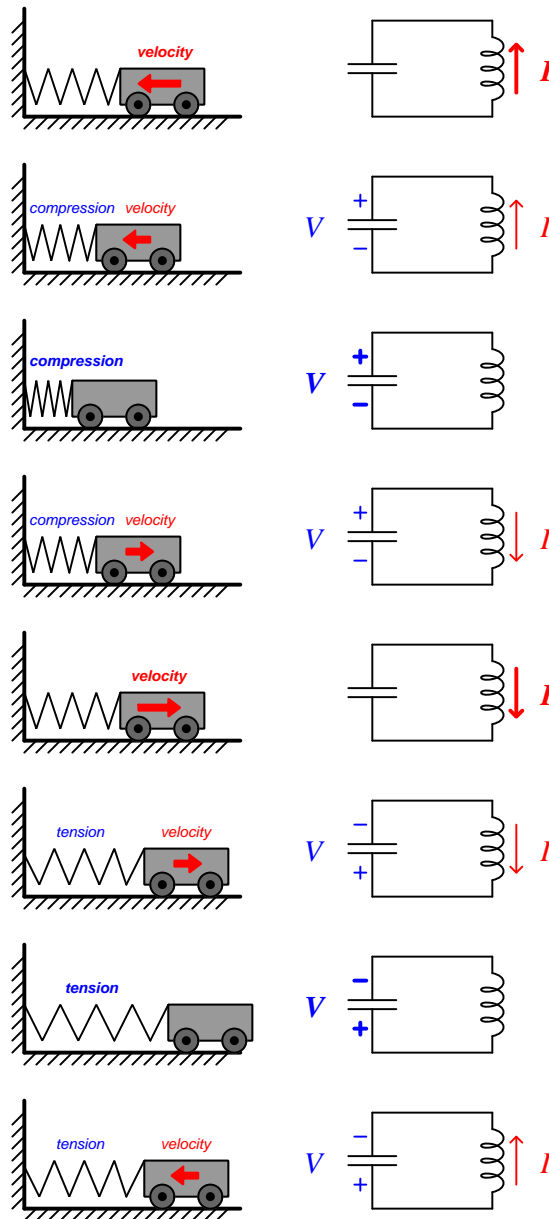 velocity
I
compression velocity
+
V
−
I
compression
+
V
−
compression velocity
+
V
−
I
velocity
I
tension velocity
−
V
+
I
tension
−
V
+
tension velocity
−
V
+
I